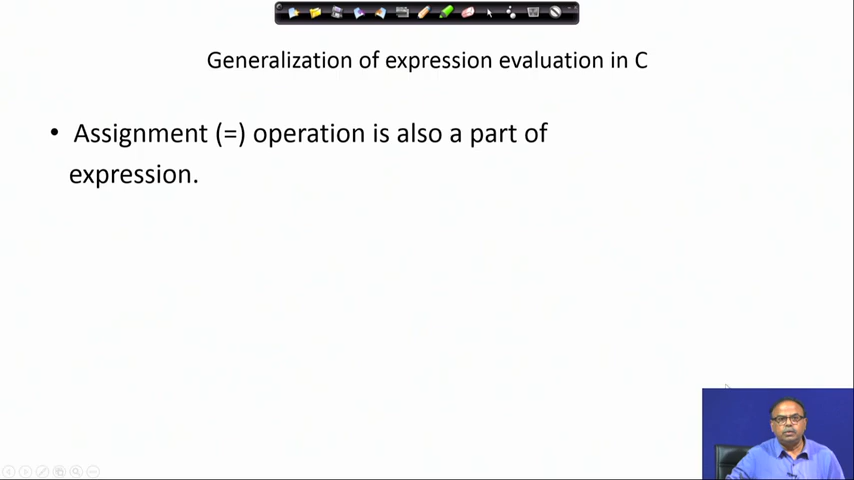 Generalization of expression evaluation in C
• Assignment (=) operation is also a part of
expression.